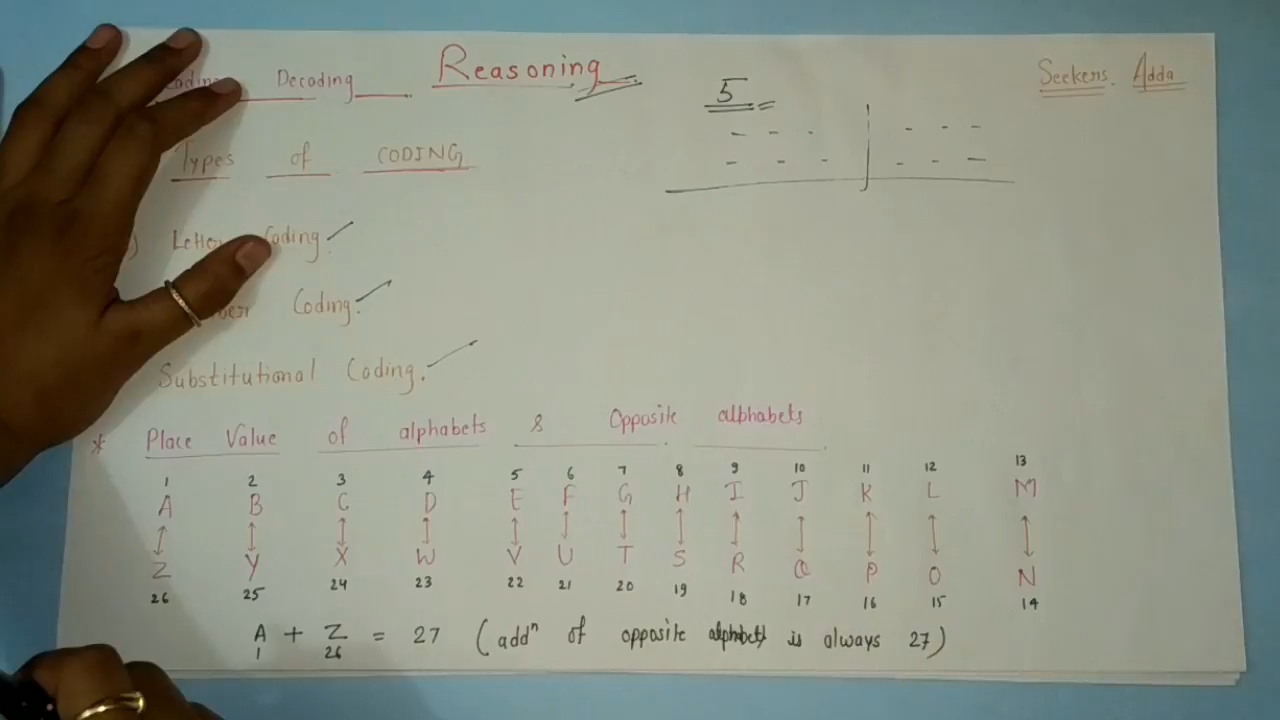 Decoding Reasoning Seekers Adda
5
Types of CODING
Coding
Coding.
Substitutional Coding.
* Place Value of alphabets & Opposite alphabets.
1 2 3 4 5 6 7 8 9 10 11 12 13
A B C D E F G H I J K L M
Z Y X W V U T S R Q P O N
26 25 24 23 22 21 20 19 18 17 16 15 14
A + Z = 27 (addn of opposite alphabets is always 27)
1 26